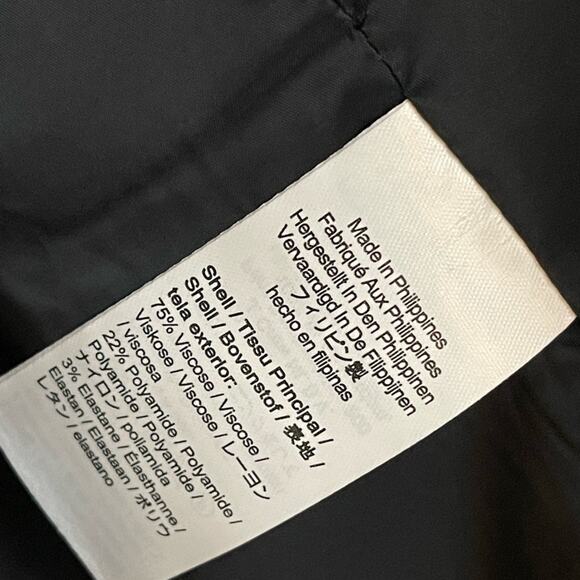 Made In Philippines
Fabriqué Aux Philippines
Hergestellt In Den Philippinen
Vervaardigd In De Filippijnen
フィリピン製
hecho en filipinas
Shell / Tissu Principal /
Shell / Bovenstof / 表地 /
tela exterior:
75% Viscose / Viscose /
Viskose / Viscose / レーヨン
/ viscosa
22% Polyamide / Polyamide /
Polyamide / Polyamide /
ナイロン / poliamida
3% Elastane / Élasthanne /
Elastan / Elastaan / ポリウ
レタン / elastano